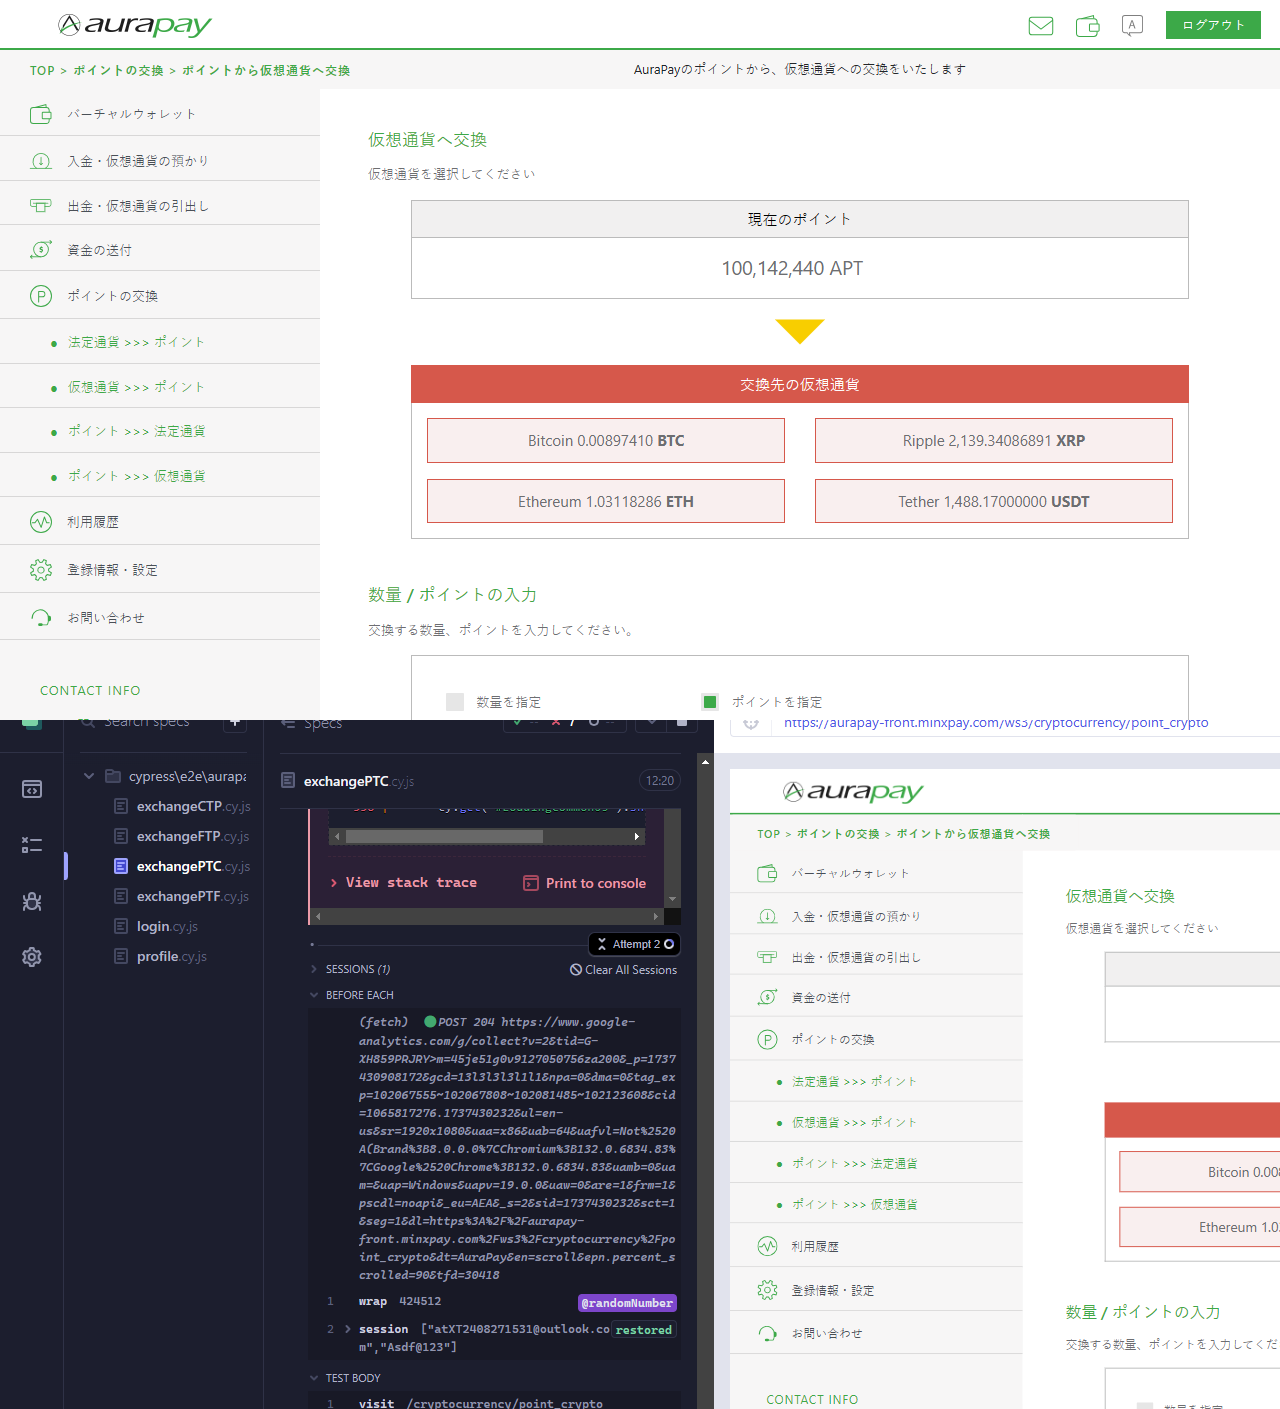 aurapay
A
ログアウト
TOP > ポイントの交換 > ポイントから仮想通貨へ交換
AuraPayのポイントから、仮想通貨への交換をいたします
バーチャルウォレット
入金・仮想通貨の預かり
出金・仮想通貨の引出し
資金の送付
ポイントの交換
法定通貨 >>> ポイント
仮想通貨 >>> ポイント
ポイント >>> 法定通貨
ポイント >>> 仮想通貨
利用履歴
登録情報・設定
お問い合わせ
CONTACT INFO
仮想通貨へ交換
仮想通貨を選択してください
現在のポイント
100,142,440 APT
交換先の仮想通貨
Bitcoin 0.00897410 BTC
Ripple 2,139.34086891 XRP
Ethereum 1.03118286 ETH
Tether 1,488.17000000 USDT
数量 / ポイントの入力
交換する数量、ポイントを入力してください。
数量を指定
ポイントを指定
Search specs
cypress\e2e\aurapa
exchangeCTP.cy.js
exchangeFTP.cy.js
exchangePTC.cy.js
exchangePTF.cy.js
login.cy.js
profile.cy.js
Specs
exchangePTC.cy.js
12:20
> View stack trace
Print to console
Attempt 2
SESSIONS (1)
Clear All Sessions
BEFORE EACH
(fetch) POST 204 https://www.google-
analytics.com/g/collect?v=2&tid=G-
XH859PRJRY>m=45je51g0v9127050756za200&_p=1737
430908172&gcd=13l3l3l3l1l1&npa=0&dma=0&tag_ex
p=102067555~102067808~102081485~102123608&cid
=1065817276.1737430232&ul=en-
us&sr=1920x1080&uaa=x86&uab=64&uafvl=Not%2520
A(Brand%3B8.0.0.0%7CChromium%3B132.0.6834.83%
7CGoogle%2520Chrome%3B132.0.6834.83&uamb=0&ua
m=&uap=Windows&uapv=19.0.0&uaw=0&are=1&frm=1&
pscdl=noapi&_eu=AEA&_s=2&sid=1737430232&sct=1
&seg=1&dl=https%3A%2F%2Faurapay-
front.minxpay.com%2Fws3%2Fcryptocurrency%2Fpo
int_crypto&dt=AuraPay&en=scroll&epn.percent_s
crolled=90&tfd=30418
1 wrap 424512 @randomNumber
2 session ["atXT2408271531@outlook.co restored
m","Asdf@123"]
TEST BODY
1 visit /cryptocurrency/point_crypto
https://aurapay-front.minxpay.com/ws3/cryptocurrency/point_crypto
aurapay
TOP > ポイントの交換 > ポイントから仮想通貨へ交換
バーチャルウォレット
入金・仮想通貨の預かり
出金・仮想通貨の引出し
資金の送付
ポイントの交換
法定通貨 >>> ポイント
仮想通貨 >>> ポイント
ポイント >>> 法定通貨
ポイント >>> 仮想通貨
利用履歴
登録情報・設定
お問い合わせ
CONTACT INFO
仮想通貨へ交換
仮想通貨を選択してください
Bitcoin 0.008
Ethereum 1.03
数量 / ポイントの入力
交換する数量、ポイントを入力してくだ